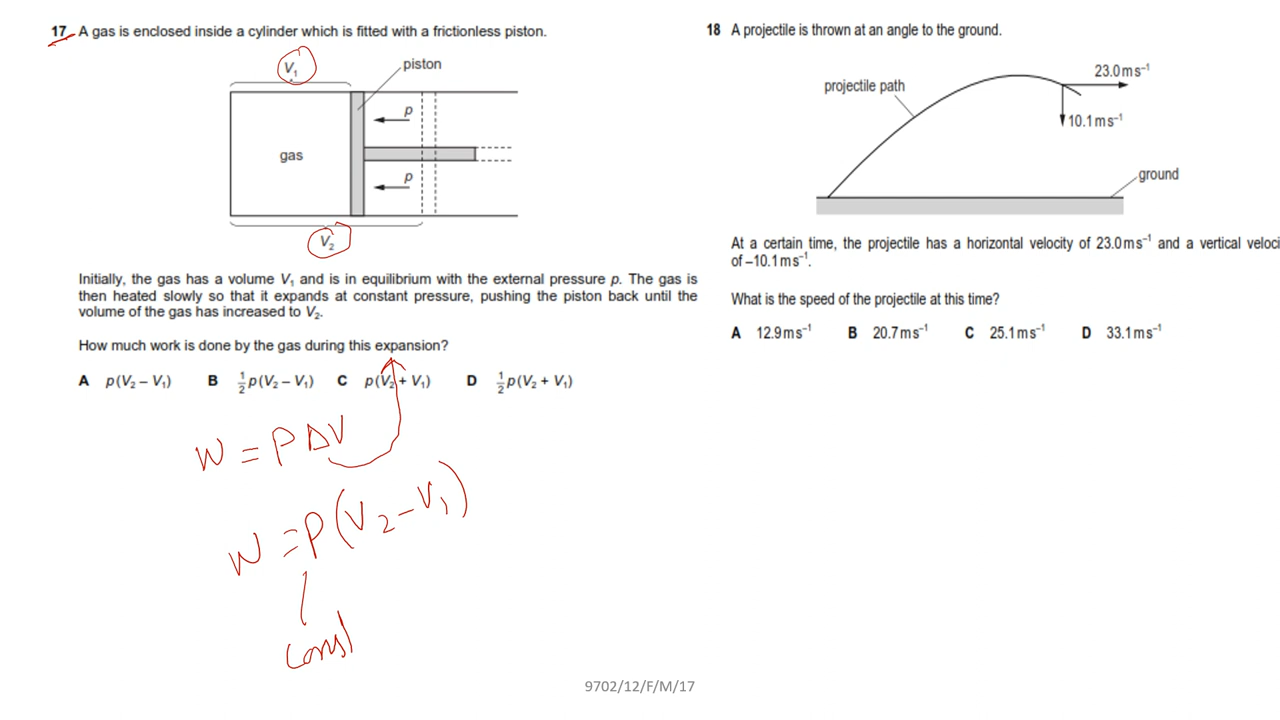 17 A gas is enclosed inside a cylinder which is fitted with a frictionless piston.
V₁
piston
p
gas
p
V₂
Initially, the gas has a volume V₁ and is in equilibrium with the external pressure p. The gas is
then heated slowly so that it expands at constant pressure, pushing the piston back until the
volume of the gas has increased to V₂.
How much work is done by the gas during this expansion?
A p(V₂ – V₁) B ½p(V₂ – V₁) C p(V₂ + V₁) D ½p(V₂ + V₁)
W = P ΔV
W = P(V₂ – V₁)
const
18 A projectile is thrown at an angle to the ground.
23.0 m s⁻¹
projectile path
10.1 m s⁻¹
ground
At a certain time, the projectile has a horizontal velocity of 23.0 m s⁻¹ and a vertical veloci
of –10.1 m s⁻¹.
What is the speed of the projectile at this time?
A 12.9 m s⁻¹ B 20.7 m s⁻¹ C 25.1 m s⁻¹ D 33.1 m s⁻¹
9702/12/F/M/17